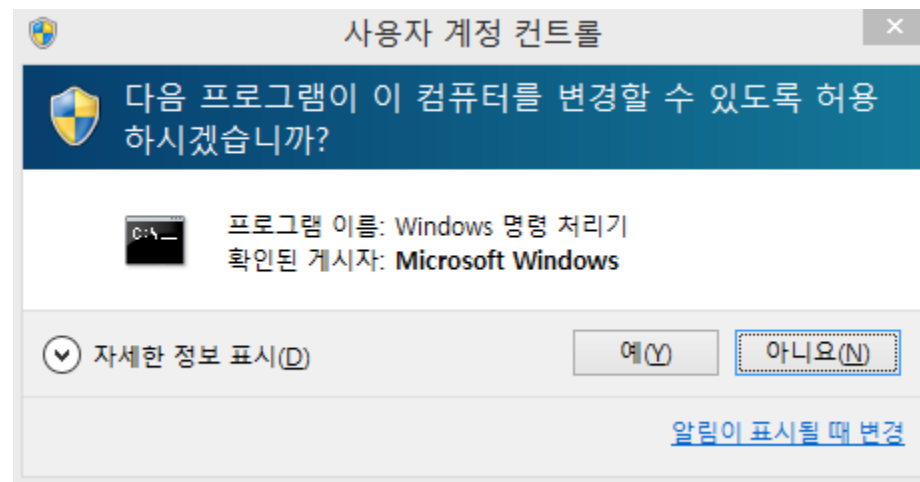 사용자 계정 컨트롤
다음 프로그램이 이 컴퓨터를 변경할 수 있도록 허용
하시겠습니까?
C:\_
프로그램 이름: Windows 명령 처리기
확인된 게시자: Microsoft Windows
자세한 정보 표시(D)
예(Y)
아니요(N)
알림이 표시될 때 변경